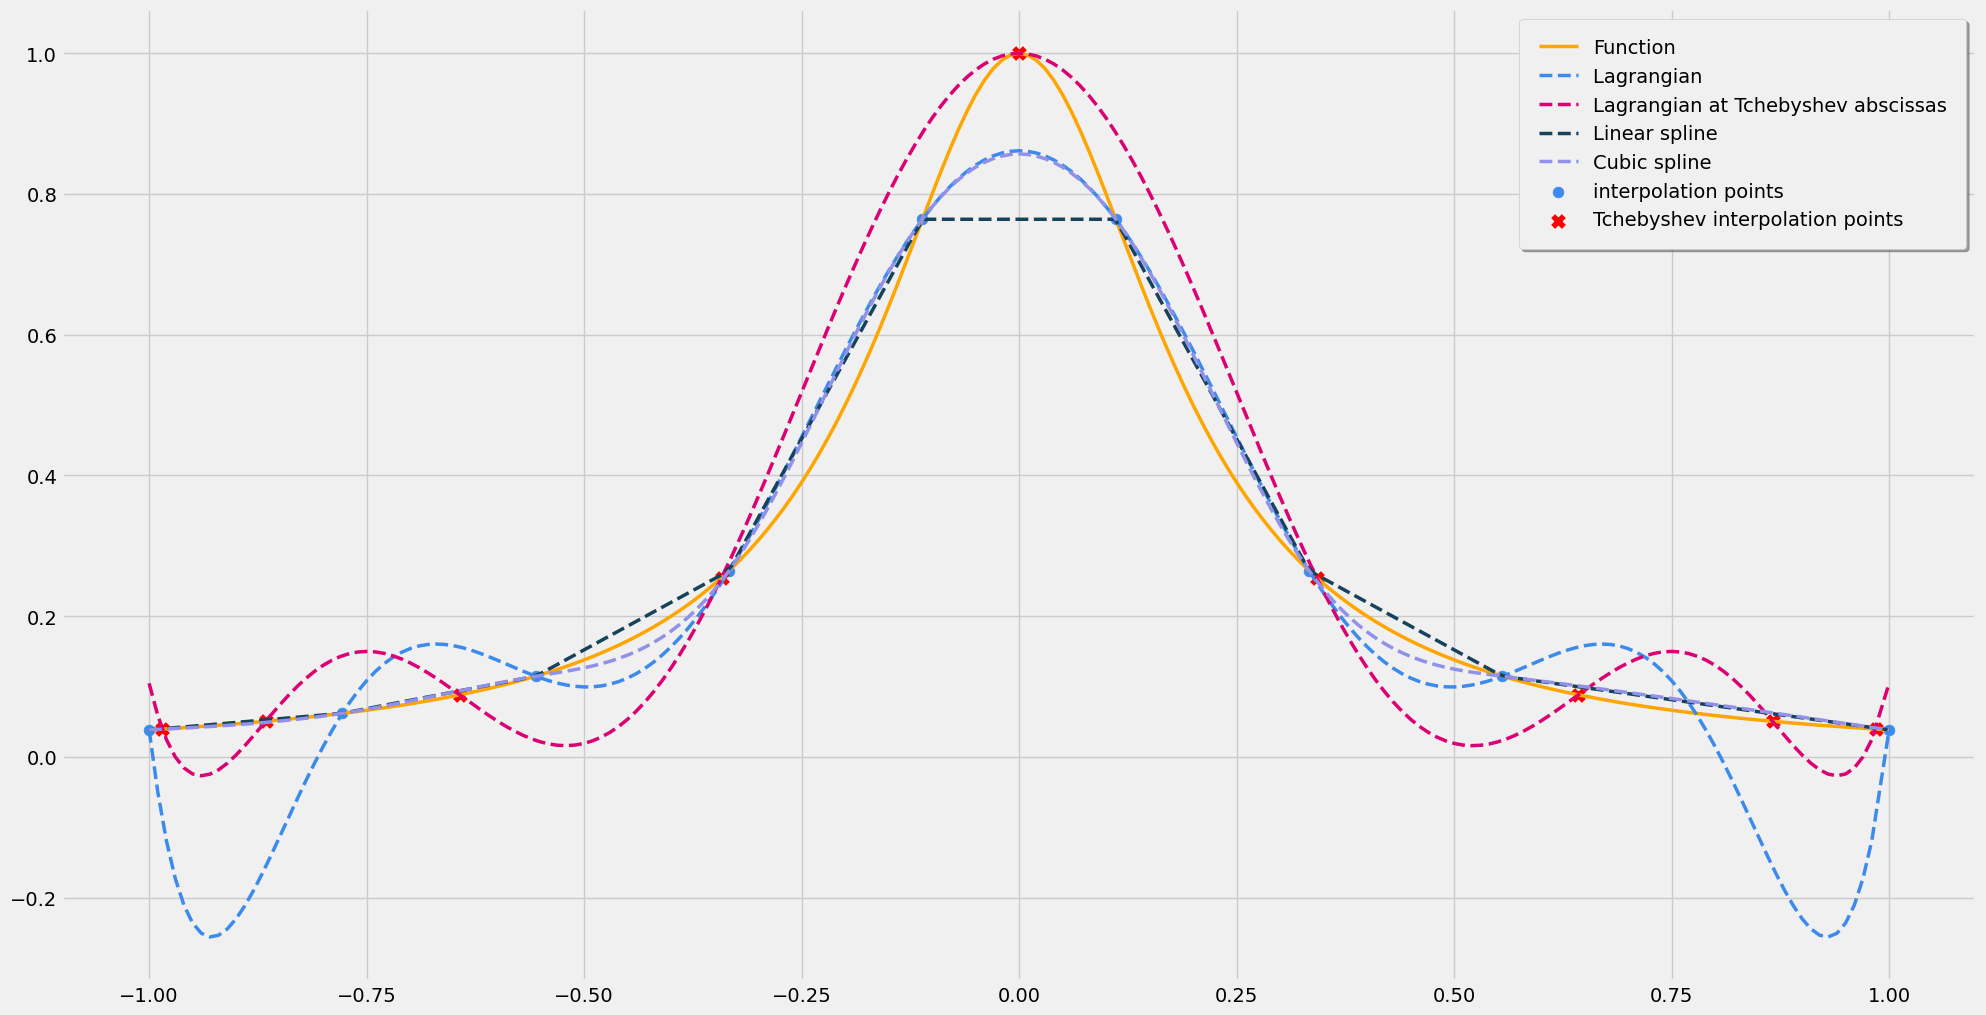 1.0
0.8
0.6
0.4
0.2
0.0
−0.2
−1.00 −0.75 −0.50 −0.25 0.00 0.25 0.50 0.75 1.00
Function
Lagrangian
Lagrangian at Tchebyshev abscissas
Linear spline
Cubic spline
interpolation points
Tchebyshev interpolation points